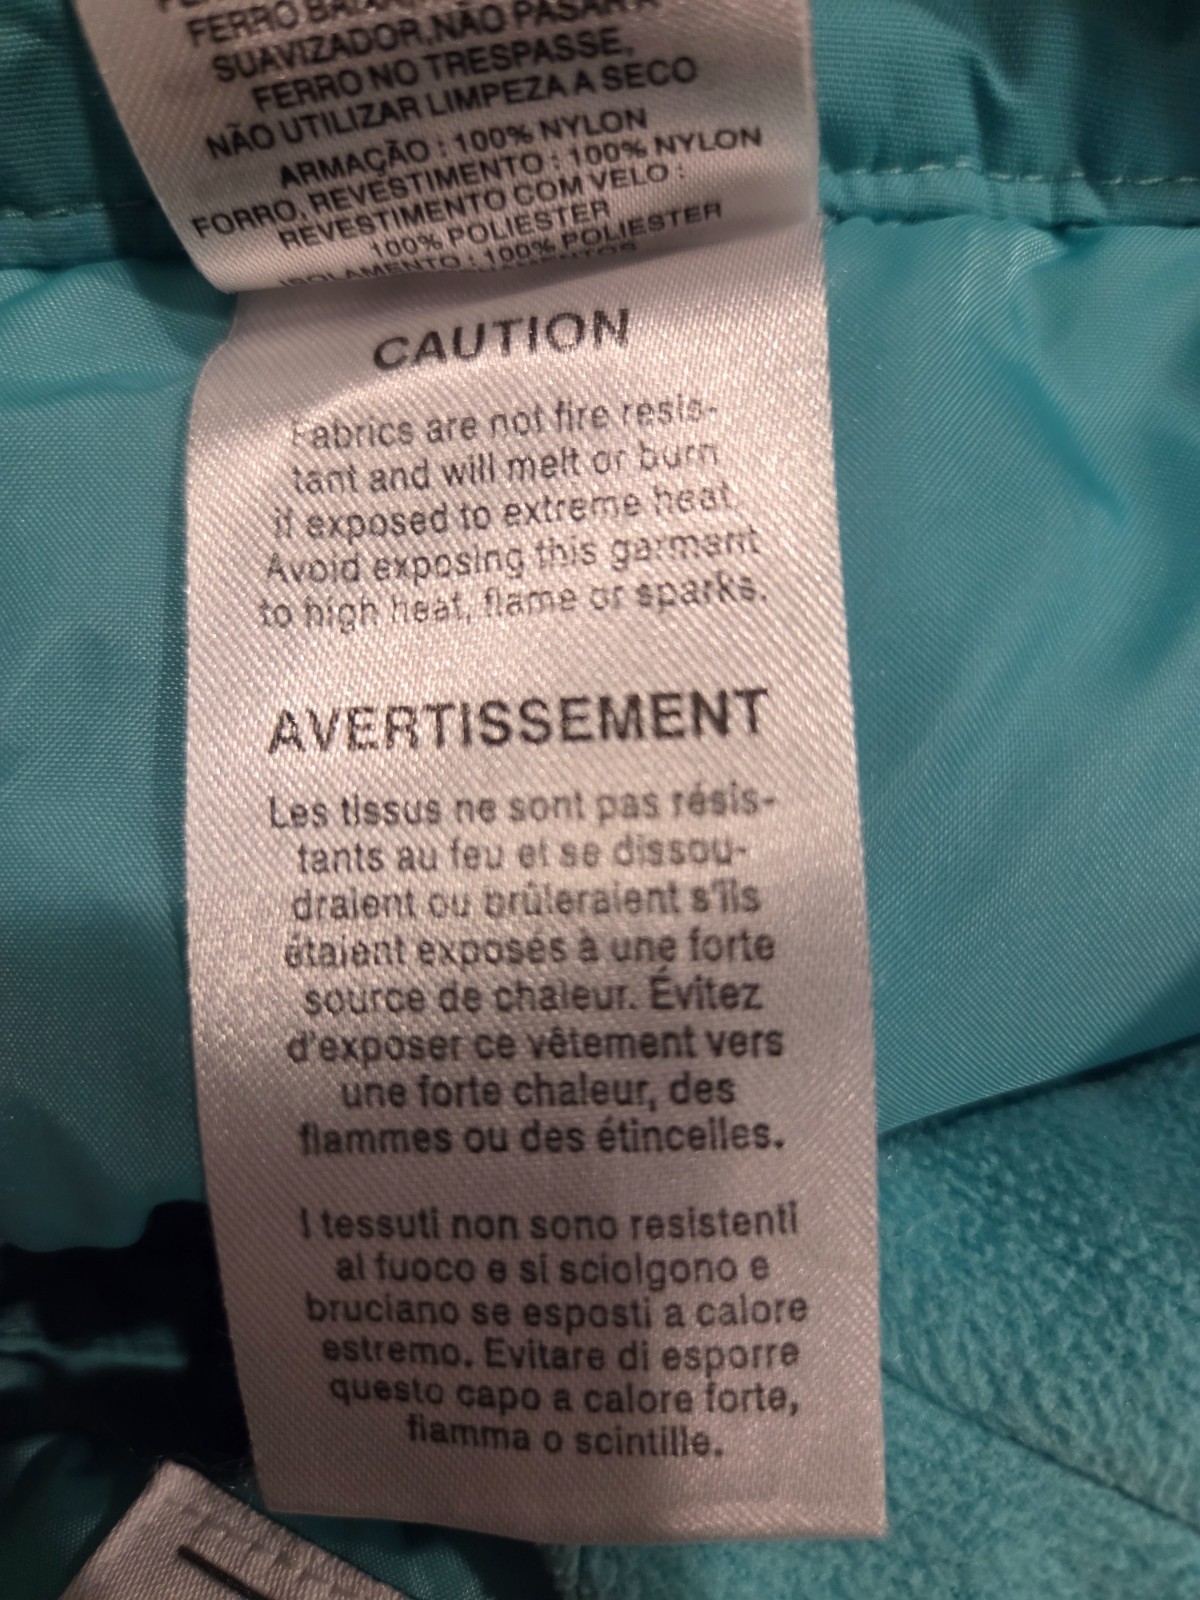 FERRO
SUAVIZADOR,NÃO PASAR A
FERRO NO TRESPASSE,
NÃO UTILIZAR LIMPEZA A SECO
ARMAÇÃO : 100% NYLON
FORRO, REVESTIMENTO : 100% NYLON
REVESTIMENTO COM VELO :
100% POLIESTER
ISOLAMENTO : 100% POLIESTER
CAUTION
Fabrics are not fire resis-
tant and will melt or burn
if exposed to extreme heat.
Avoid exposing this garment
to high heat, flame or sparks.
AVERTISSEMENT
Les tissus ne sont pas résis-
tants au feu et se dissou-
draient ou brûleraient s'ils
étaient exposés à une forte
source de chaleur. Évitez
d'exposer ce vêtement vers
une forte chaleur, des
flammes ou des étincelles.
I tessuti non sono resistenti
al fuoco e si sciolgono e
bruciano se esposti a calore
estremo. Evitare di esporre
questo capo a calore forte,
fiamma o scintille.